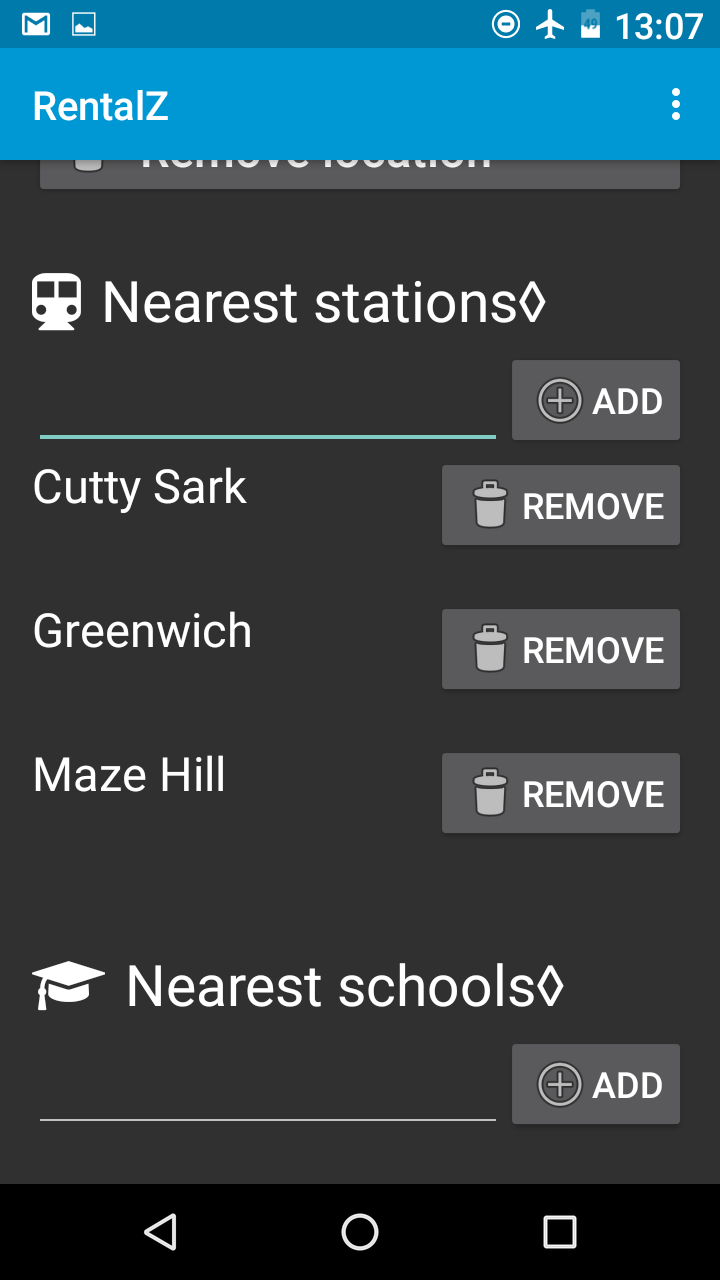 49 13:07
RentalZ
Remove location
Nearest stations◊
ADD
Cutty Sark REMOVE
Greenwich REMOVE
Maze Hill REMOVE
Nearest schools◊
ADD